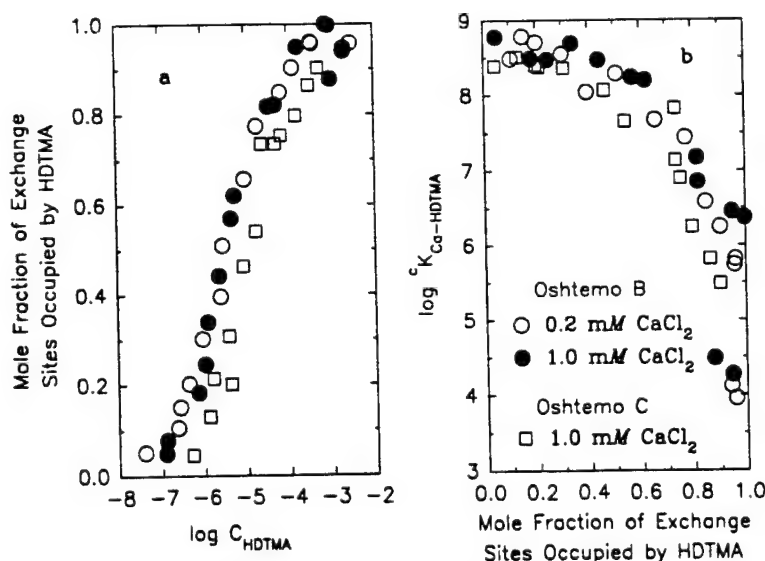 Mole Fraction of Exchange
Sites Occupied by HDTMA
1.0
0.8
0.6
0.4
0.2
0.0
a
−8 −7 −6 −5 −4 −3 −2
log C_HDTMA
log ᶜK_Ca−HDTMA
9
8
7
6
5
4
3
b
Oshtemo B
0.2 mM CaCl₂
1.0 mM CaCl₂
Oshtemo C
1.0 mM CaCl₂
0.0 0.2 0.4 0.6 0.8 1.0
Mole Fraction of Exchange
Sites Occupied by HDTMA